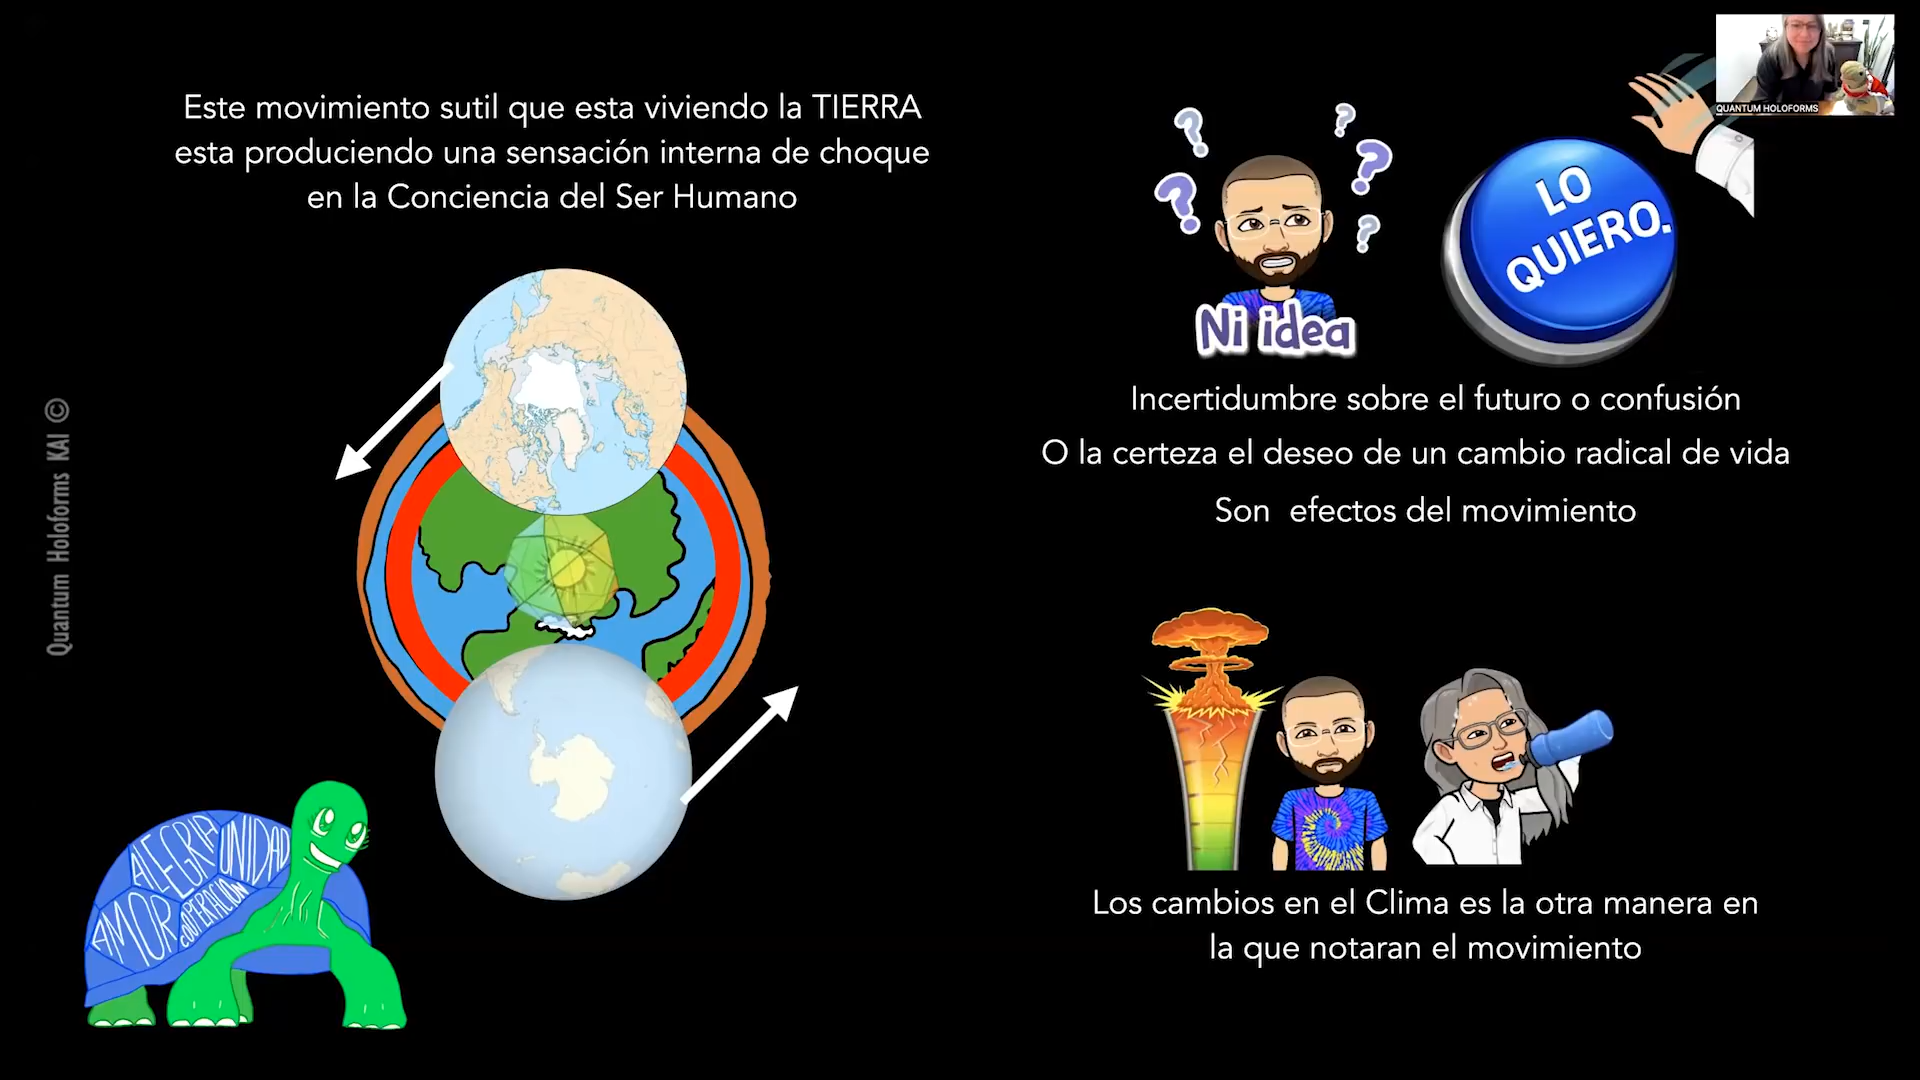 Este movimiento sutil que esta viviendo la TIERRA
esta produciendo una sensación interna de choque
en la Conciencia del Ser Humano
QUANTUM HOLOFORMS
? ? ? ? ?
Ni idea
LO
QUIERO.
Incertidumbre sobre el futuro o confusión
O la certeza el deseo de un cambio radical de vida
Son efectos del movimiento
Quantum Holoforms KAI ©
ALEGRIA
UNIDAD
AMOR
COOPERACION
Los cambios en el Clima es la otra manera en
la que notaran el movimiento